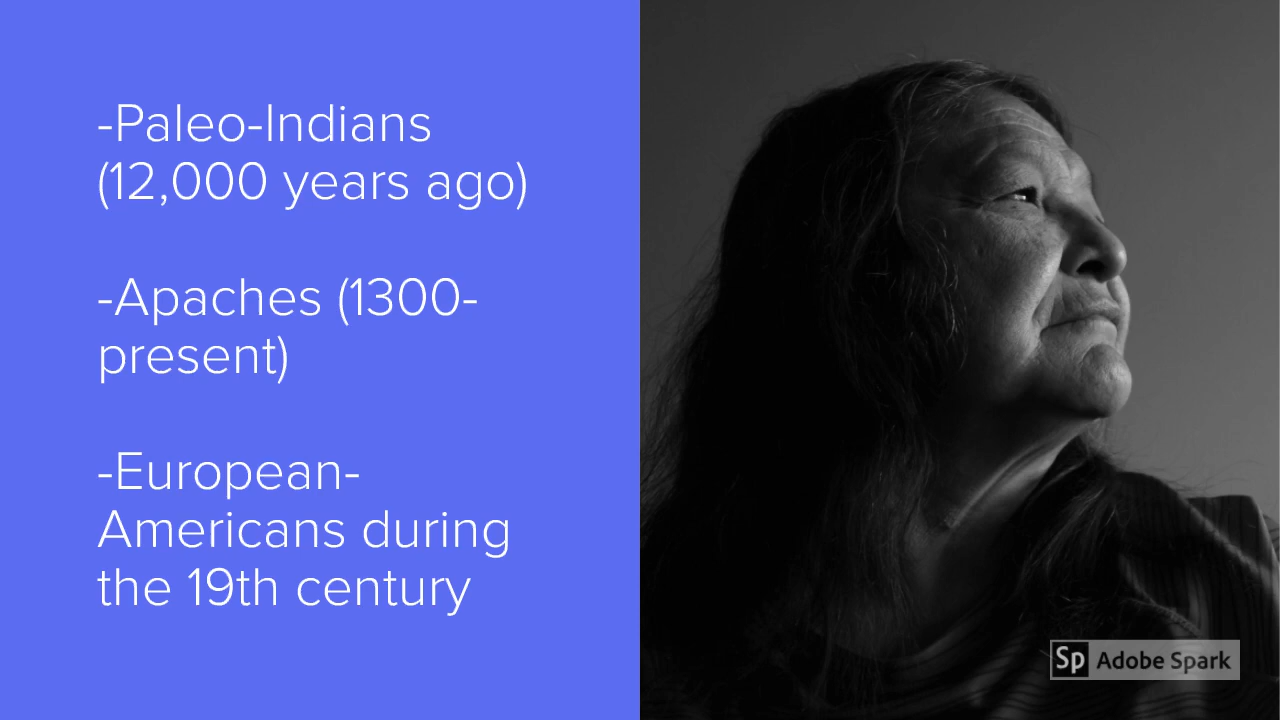 -Paleo-Indians
(12,000 years ago)
-Apaches (1300-
present)
-European-
Americans during
the 19th century
Sp Adobe Spark